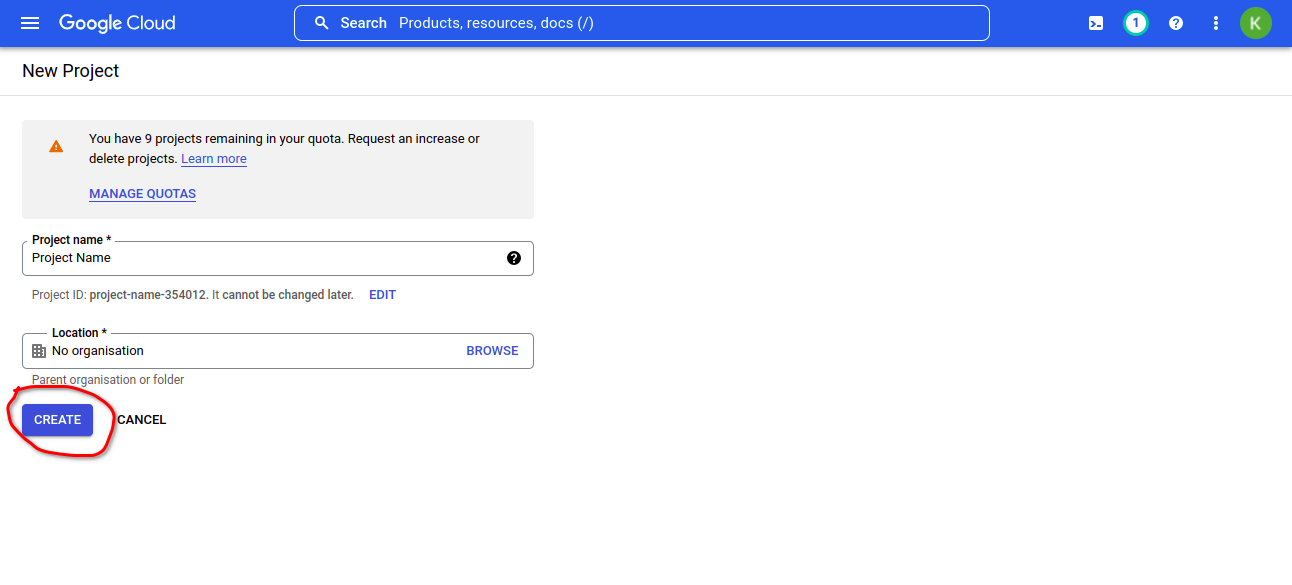 Google Cloud
Search Products, resources, docs (/)
1
K
New Project
You have 9 projects remaining in your quota. Request an increase or
delete projects. Learn more
MANAGE QUOTAS
Project name *
Project Name
Project ID: project-name-354012. It cannot be changed later. EDIT
Location *
No organisation BROWSE
Parent organisation or folder
CREATE CANCEL